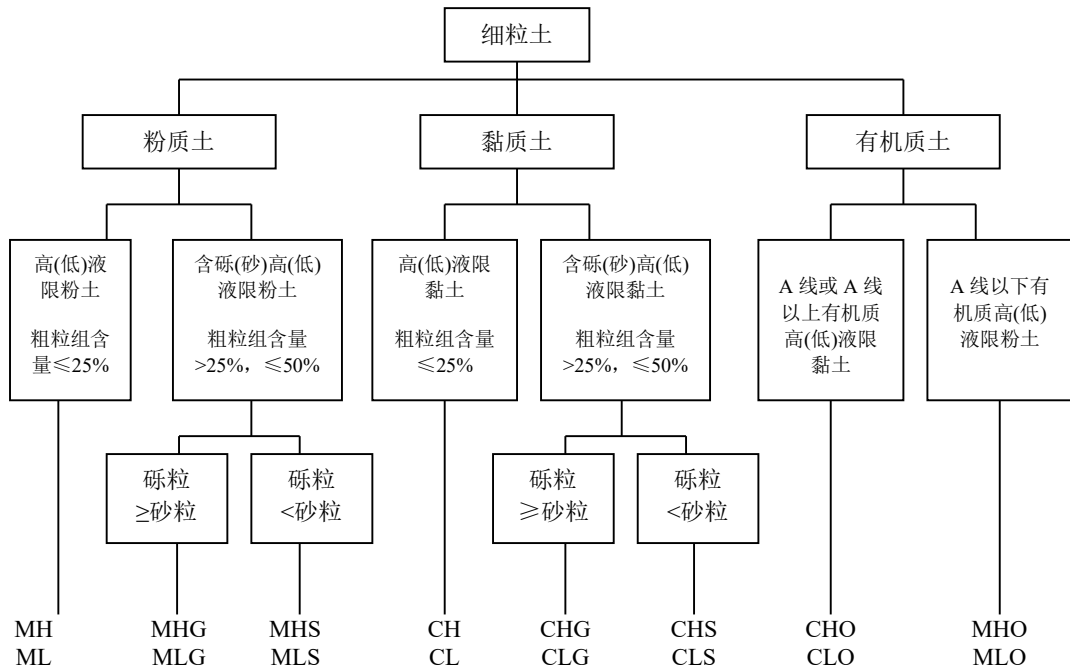 细粒土
粉质土
黏质土
有机质土
高(低)液
限粉土
粗粒组含
量≤25%
含砾(砂)高(低)
液限粉土
粗粒组含量
>25%，≤50%
高(低)液限
黏土
粗粒组含量
≤25%
含砾(砂)高(低)
液限黏土
粗粒组含量
>25%，≤50%
A 线或 A 线
以上有机质
高(低)液限
黏土
A 线以下有
机质高(低)
液限粉土
砾粒
≥砂粒
砾粒
<砂粒
砾粒
≥砂粒
砾粒
<砂粒
MH
ML
MHG
MLG
MHS
MLS
CH
CL
CHG
CLG
CHS
CLS
CHO
CLO
MHO
MLO